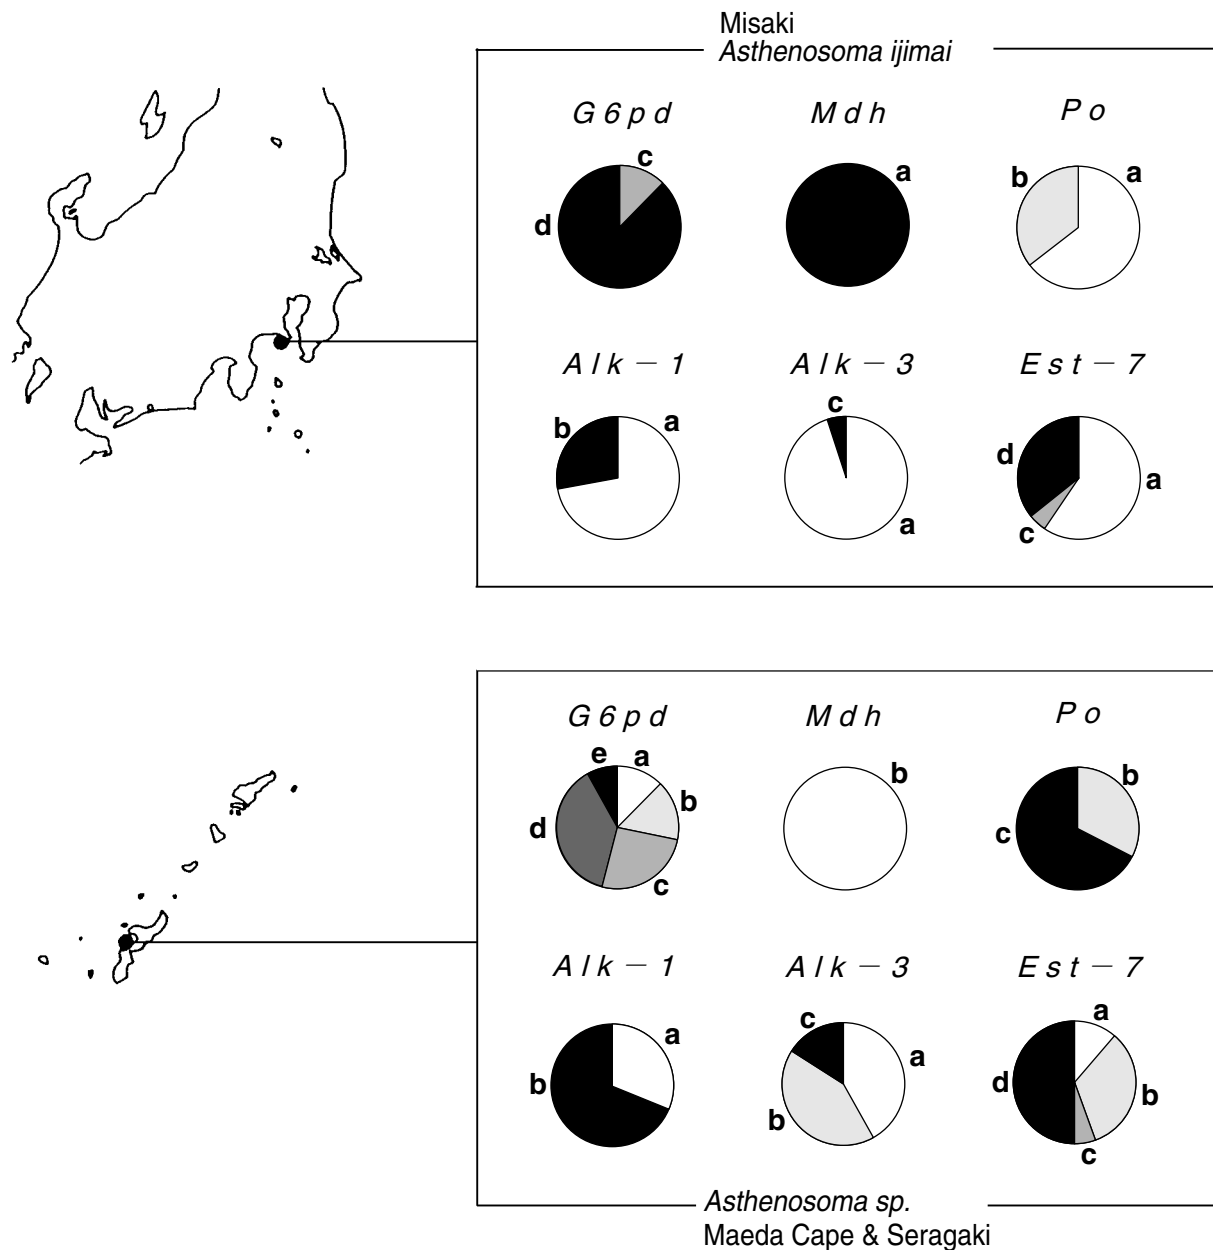 Misaki
Asthenosoma ijimai
G6pd Mdh Po
c a b a
d
Alk-1 Alk-3 Est-7
b a c d
a a
c
G6pd Mdh Po
e a b b
b
d c
c
Alk-1 Alk-3 Est-7
a c a a
b b d b
c
Asthenosoma sp.
Maeda Cape & Seragaki